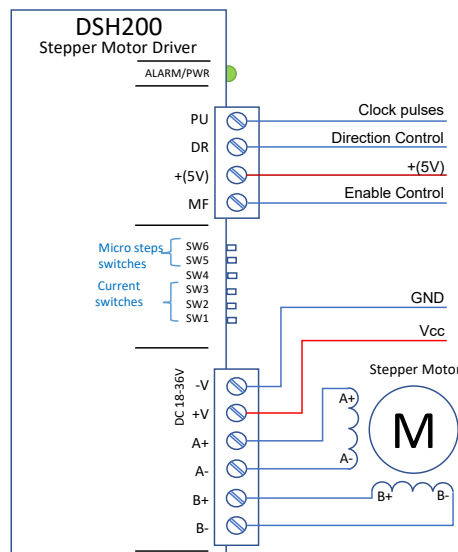 DSH200
Stepper Motor Driver
ALARM/PWR
PU
Clock pulses
DR
Direction Control
+(5V)
+(5V)
MF
Enable Control
Micro steps
switches
SW6
SW5
SW4
Current
switches
SW3
SW2
SW1
GND
Vcc
DC 18-36V
-V
+V
A+
A-
B+
B-
Stepper Motor
A+
A-
M
B+
B-